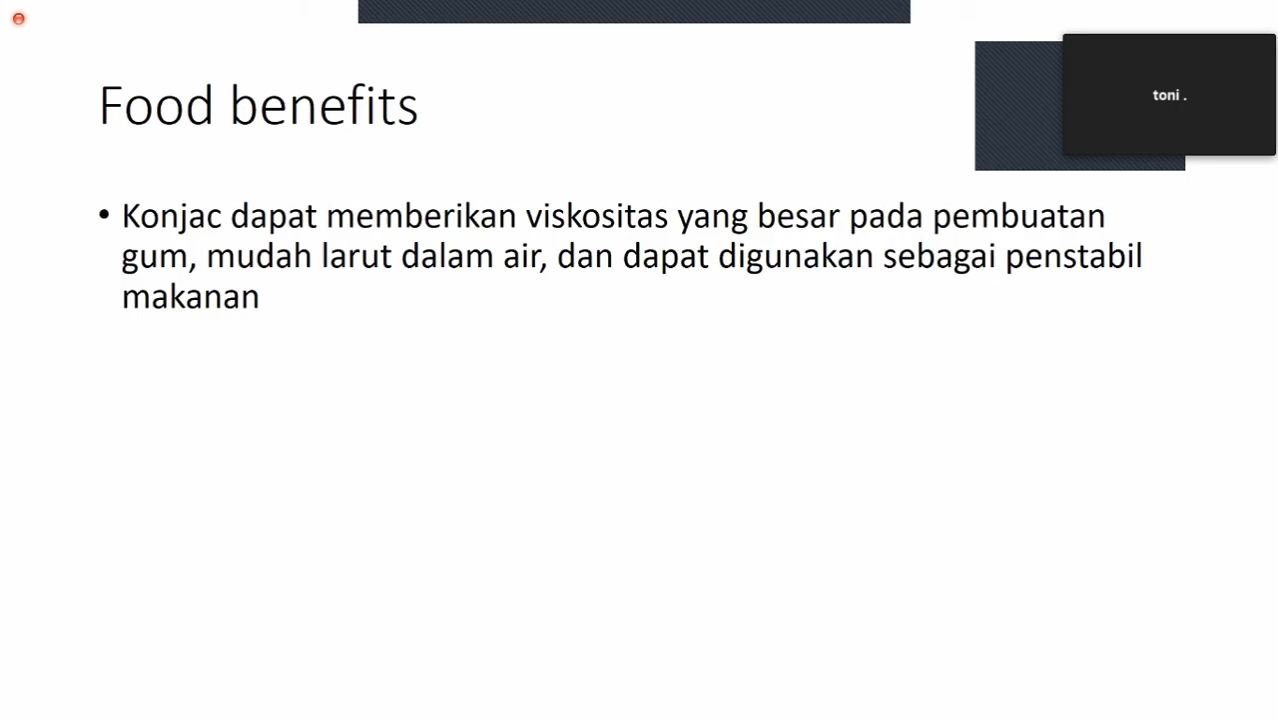 toni .
Food benefits
• Konjac dapat memberikan viskositas yang besar pada pembuatan
gum, mudah larut dalam air, dan dapat digunakan sebagai penstabil
makanan